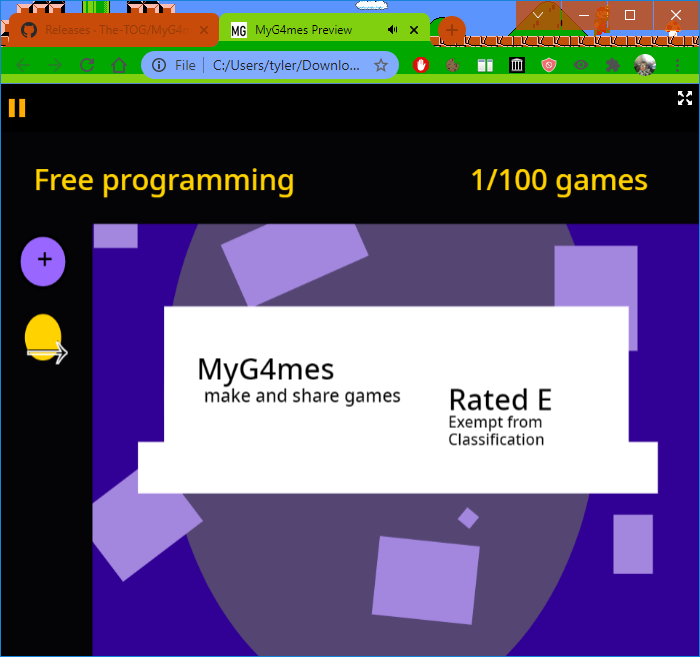 Releases · The-TOG/MyG4
MG MyG4mes Preview
File C:/Users/tyler/Downlo...
Free programming
1/100 games
+
MyG4mes
make and share games
Rated E
Exempt from
Classification